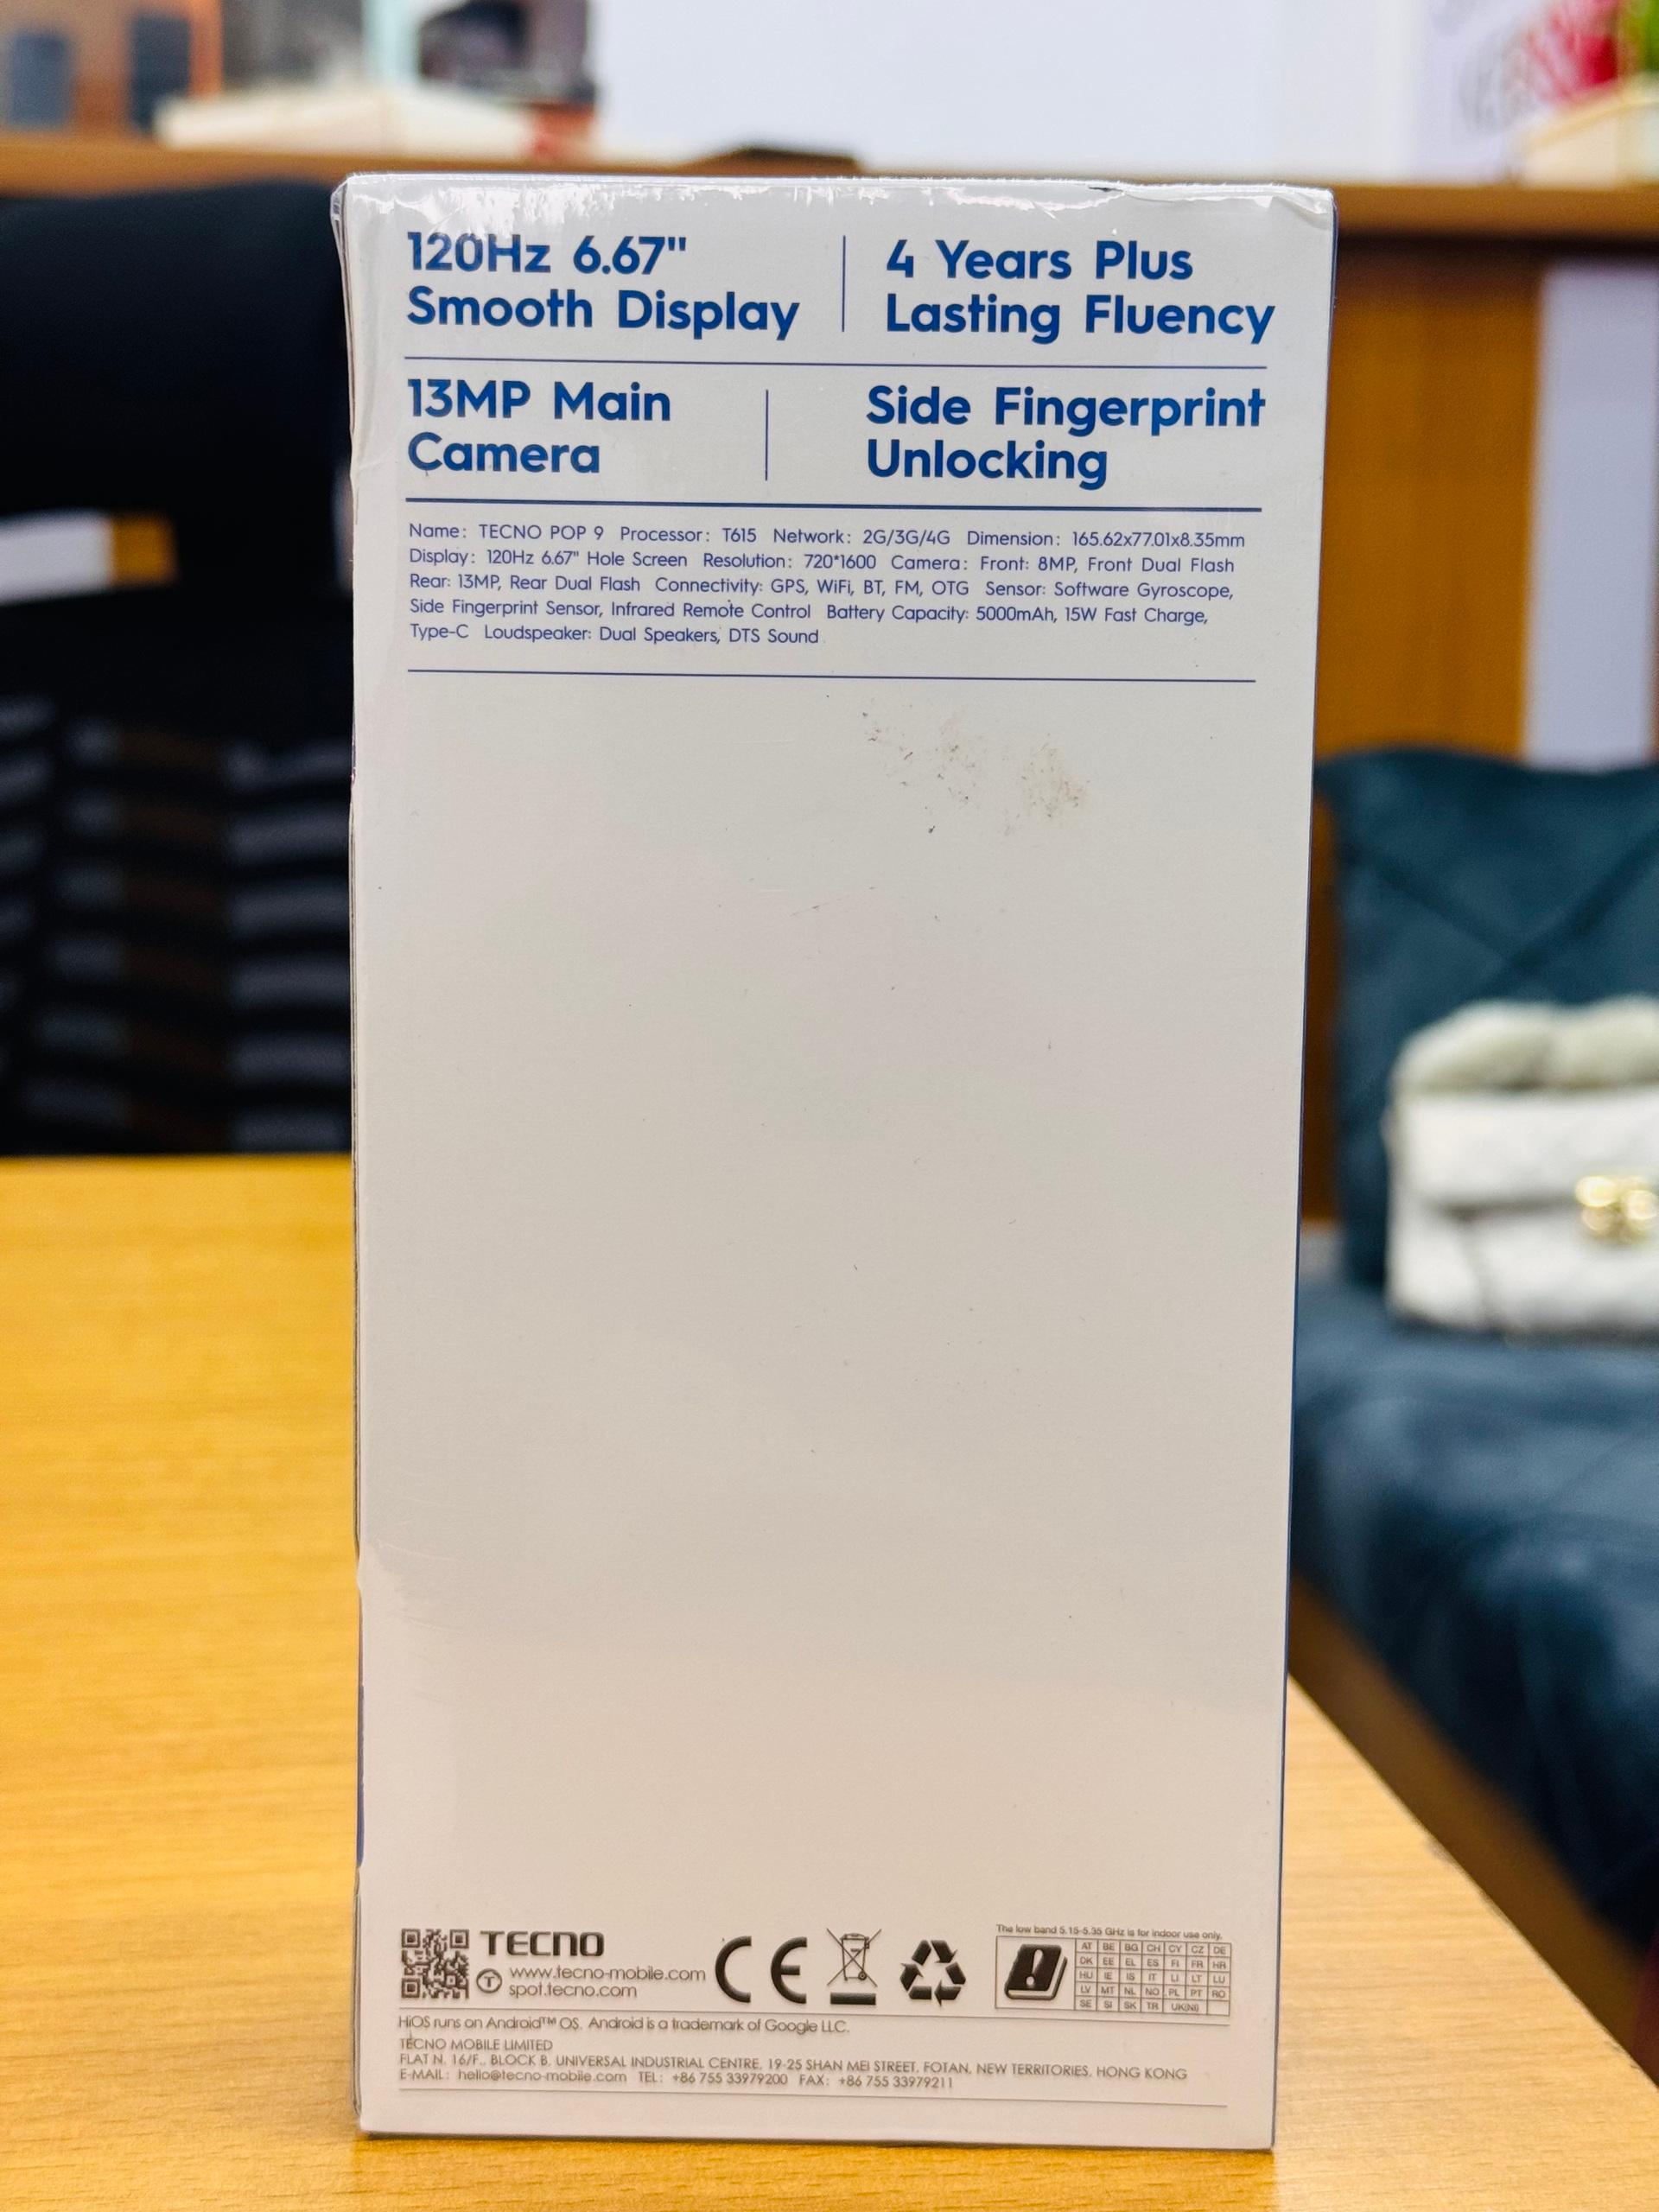 120Hz 6.67"
Smooth Display
4 Years Plus
Lasting Fluency
13MP Main
Camera
Side Fingerprint
Unlocking
Name: TECNO POP 9 Processor: T615 Network: 2G/3G/4G Dimension: 165.62x77.01x8.35mm
Display: 120Hz 6.67" Hole Screen Resolution: 720*1600 Camera: Front: 8MP, Front Dual Flash
Rear: 13MP, Rear Dual Flash Connectivity: GPS, WiFi, BT, FM, OTG Sensor: Software Gyroscope,
Side Fingerprint Sensor, Infrared Remote Control Battery Capacity: 5000mAh, 15W Fast Charge,
Type-C Loudspeaker: Dual Speakers, DTS Sound
TECNO
www.tecno-mobile.com
spot.tecno.com
CE
The low band 5.15-5.35 GHz is for indoor use only.
AT BE BG CH CY CZ DE
DK EE EL ES FI FR HR
HU IE IS IT LI LT LU
LV MT NL NO PL PT RO
SE SI SK TR UK(NI)
HiOS runs on Android™ OS. Android is a trademark of Google LLC.
TECNO MOBILE LIMITED
FLAT N, 16/F., BLOCK B, UNIVERSAL INDUSTRIAL CENTRE, 19-25 SHAN MEI STREET, FOTAN, NEW TERRITORIES, HONG KONG
E-MAIL: hello@tecno-mobile.com TEL: +86 755 33979200 FAX: +86 755 33979211